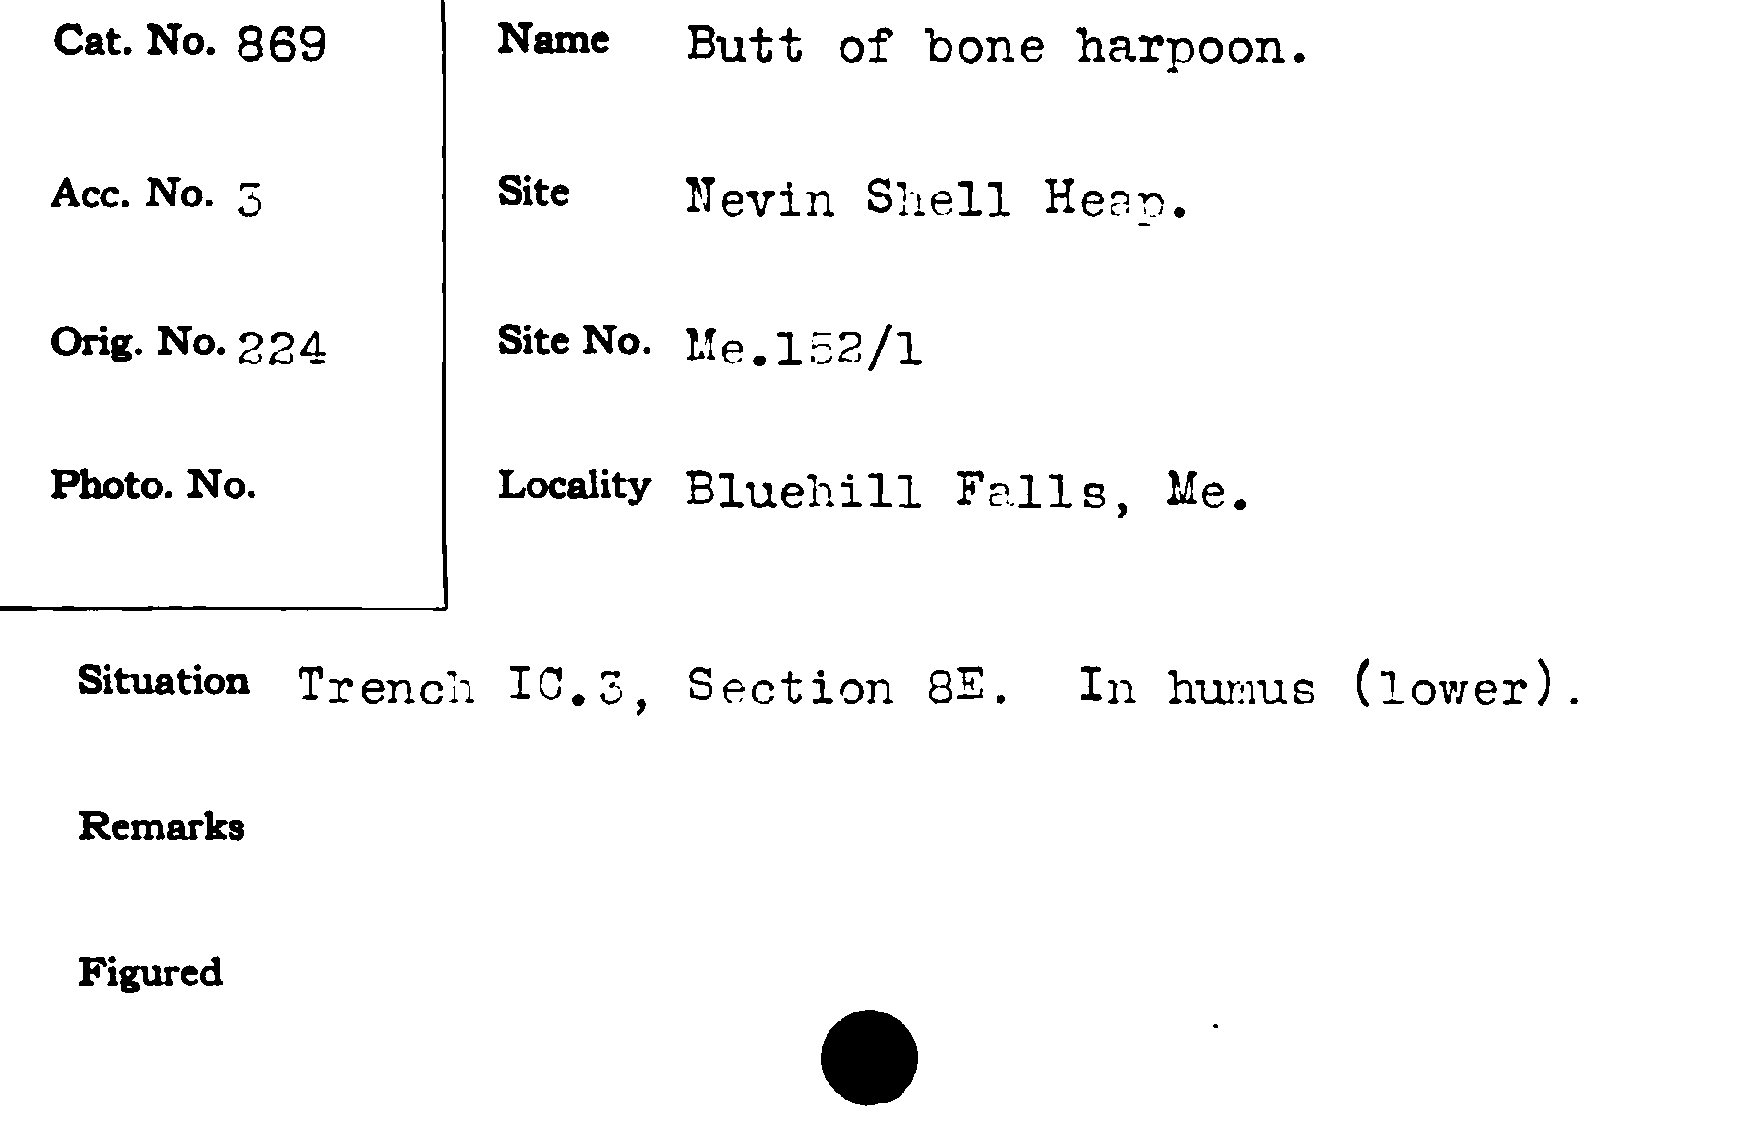 Cat. No. 869
Name Butt of bone harpoon.
Acc. No. 3
Site Nevin Shell Heap.
Orig. No. 224
Site No. Me.152/1
Photo. No.
Locality Bluehill Falls, Me.
Situation Trench IC.3, Section 8E. In humus (lower).
Remarks
Figured